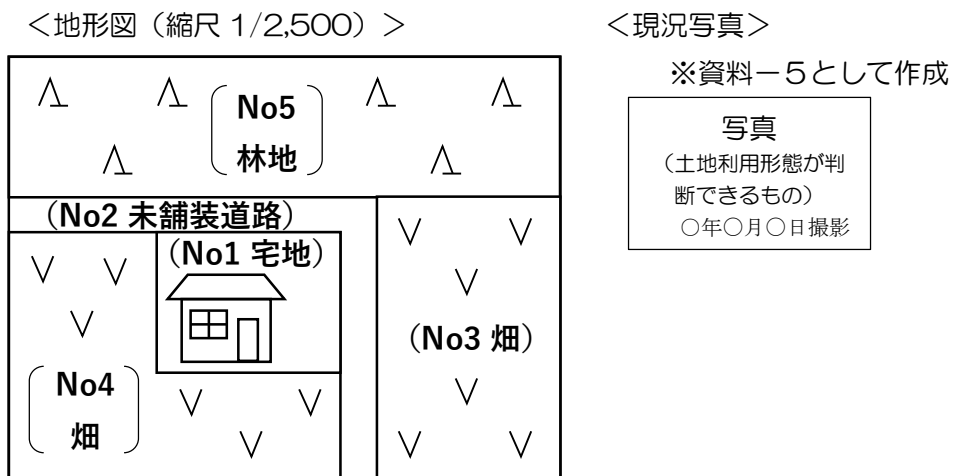 ＜地形図（縮尺 1/2,500）＞
＜現況写真＞
※資料－５として作成
写真
（土地利用形態が判
断できるもの）
○年○月○日撮影
No5
林地
（No2 未舗装道路）
（No1 宅地）
（No3 畑）
No4
畑